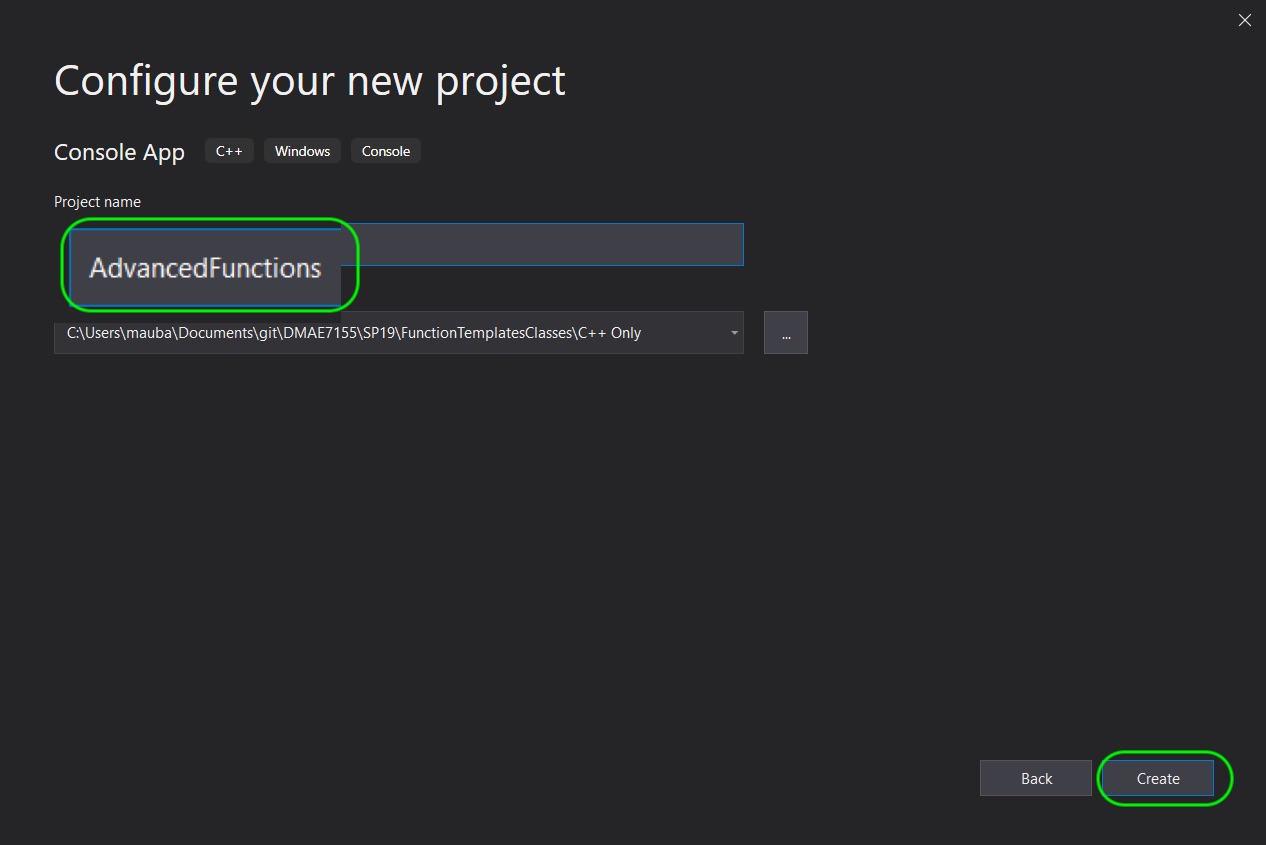 Configure your new project
Console App C++ Windows Console
Project name
AdvancedFunctions
C:\Users\mauba\Documents\git\DMAE7155\SP19\FunctionTemplatesClasses\C++ Only
...
Back Create